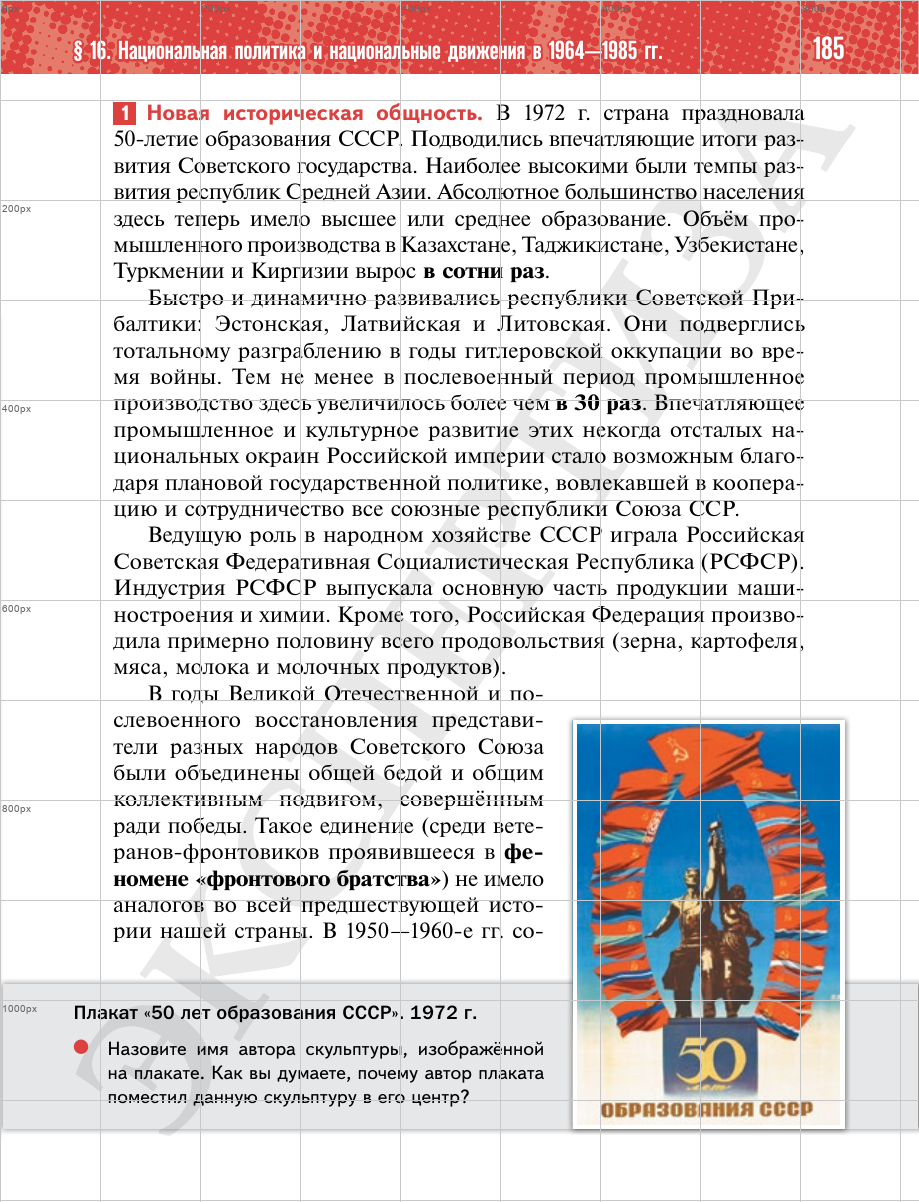 § 16. Национальная политика и национальные движения в 1964—1985 гг.
185
1 Новая историческая общность. В 1972 г. страна праздновала
50-летие образования СССР. Подводились впечатляющие итоги раз-
вития Советского государства. Наиболее высокими были темпы раз-
вития республик Средней Азии. Абсолютное большинство населения
здесь теперь имело высшее или среднее образование. Объём про-
мышленного производства в Казахстане, Таджикистане, Узбекистане,
Туркмении и Киргизии вырос в сотни раз.
Быстро и динамично развивались республики Советской При-
балтики: Эстонская, Латвийская и Литовская. Они подверглись
тотальному разграблению в годы гитлеровской оккупации во вре-
мя войны. Тем не менее в послевоенный период промышленное
производство здесь увеличилось более чем в 30 раз. Впечатляющее
промышленное и культурное развитие этих некогда отсталых на-
циональных окраин Российской империи стало возможным благо-
даря плановой государственной политике, вовлекавшей в коопера-
цию и сотрудничество все союзные республики Союза ССР.
Ведущую роль в народном хозяйстве СССР играла Российская
Советская Федеративная Социалистическая Республика (РСФСР).
Индустрия РСФСР выпускала основную часть продукции маши-
ностроения и химии. Кроме того, Российская Федерация произво-
дила примерно половину всего продовольствия (зерна, картофеля,
мяса, молока и молочных продуктов).
В годы Великой Отечественной и по-
слевоенного восстановления представи-
тели разных народов Советского Союза
были объединены общей бедой и общим
коллективным подвигом, совершённым
ради победы. Такое единение (среди вете-
ранов-фронтовиков проявившееся в фе-
номене «фронтового братства») не имело
аналогов во всей предшествующей исто-
рии нашей страны. В 1950—1960-е гг. со-
Плакат «50 лет образования СССР». 1972 г.
Назовите имя автора скульптуры, изображённой
на плакате. Как вы думаете, почему автор плаката
поместил данную скульптуру в его центр?
50
лет
ОБРАЗОВАНИЯ СССР
ЭКСПЕРТИЗА
200px
400px
600px
800px
1000px